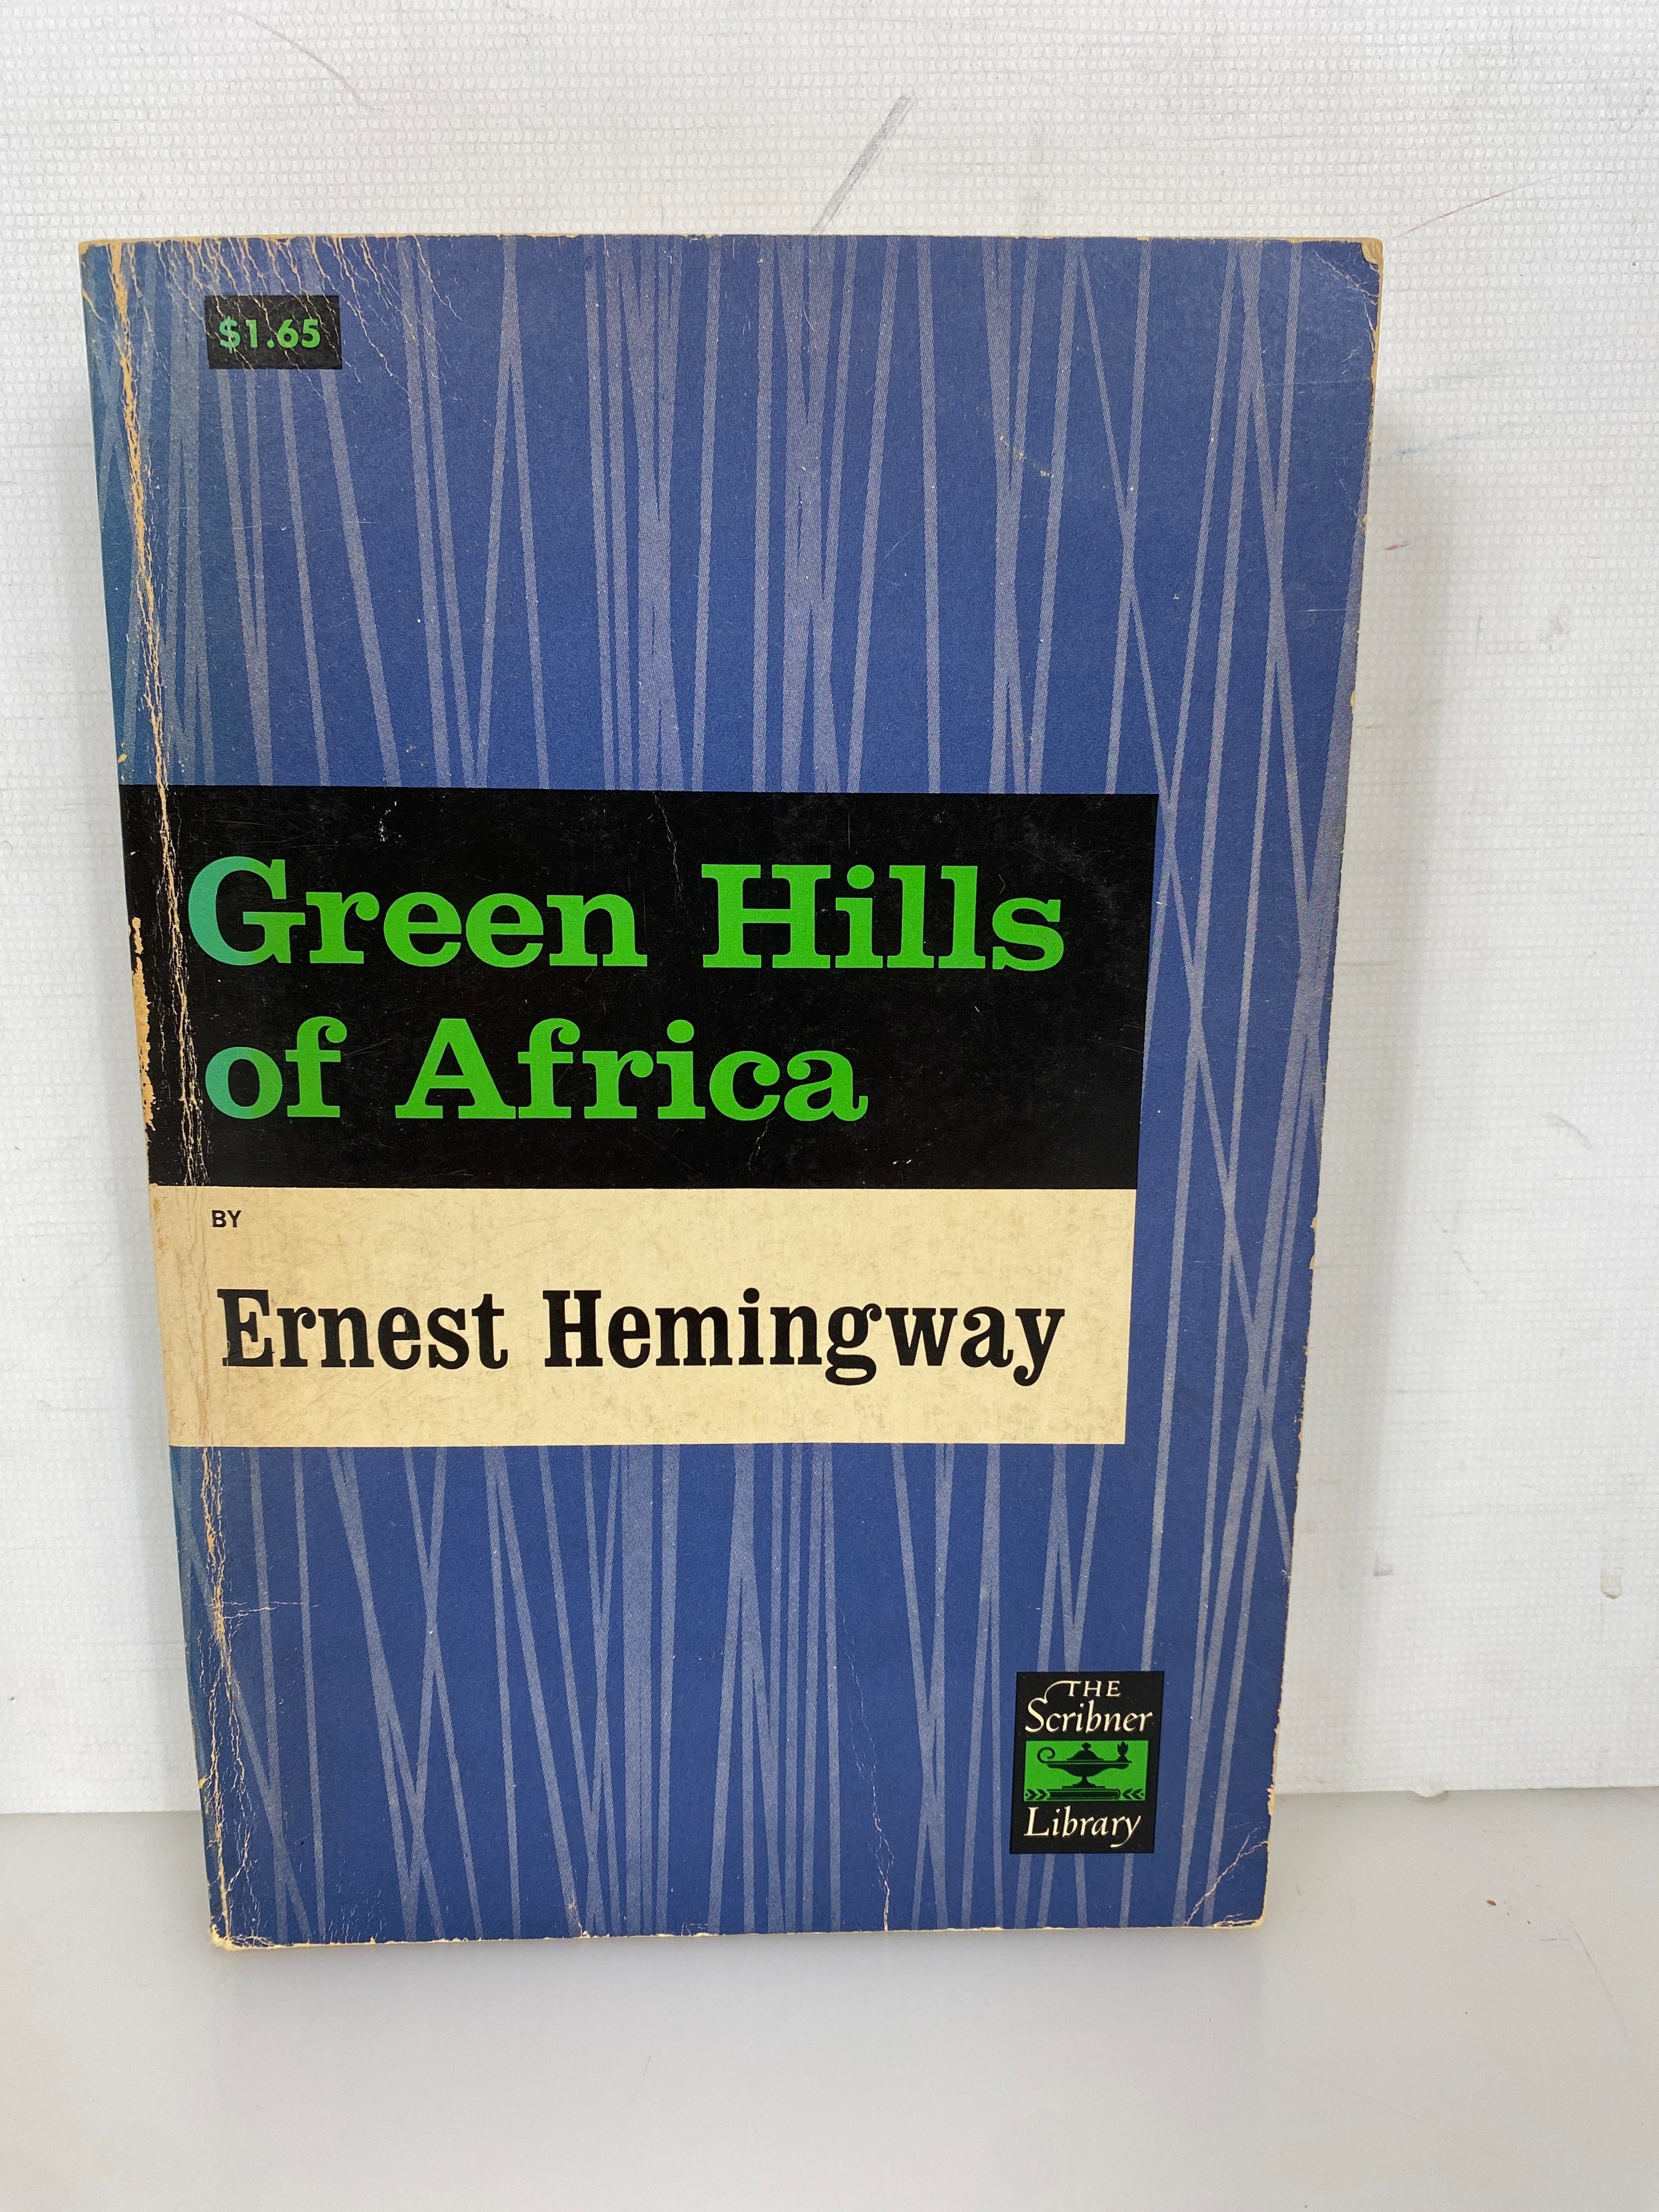 $1.65
Green Hills
of Africa
BY
Ernest Hemingway
THE
Scribner
Library